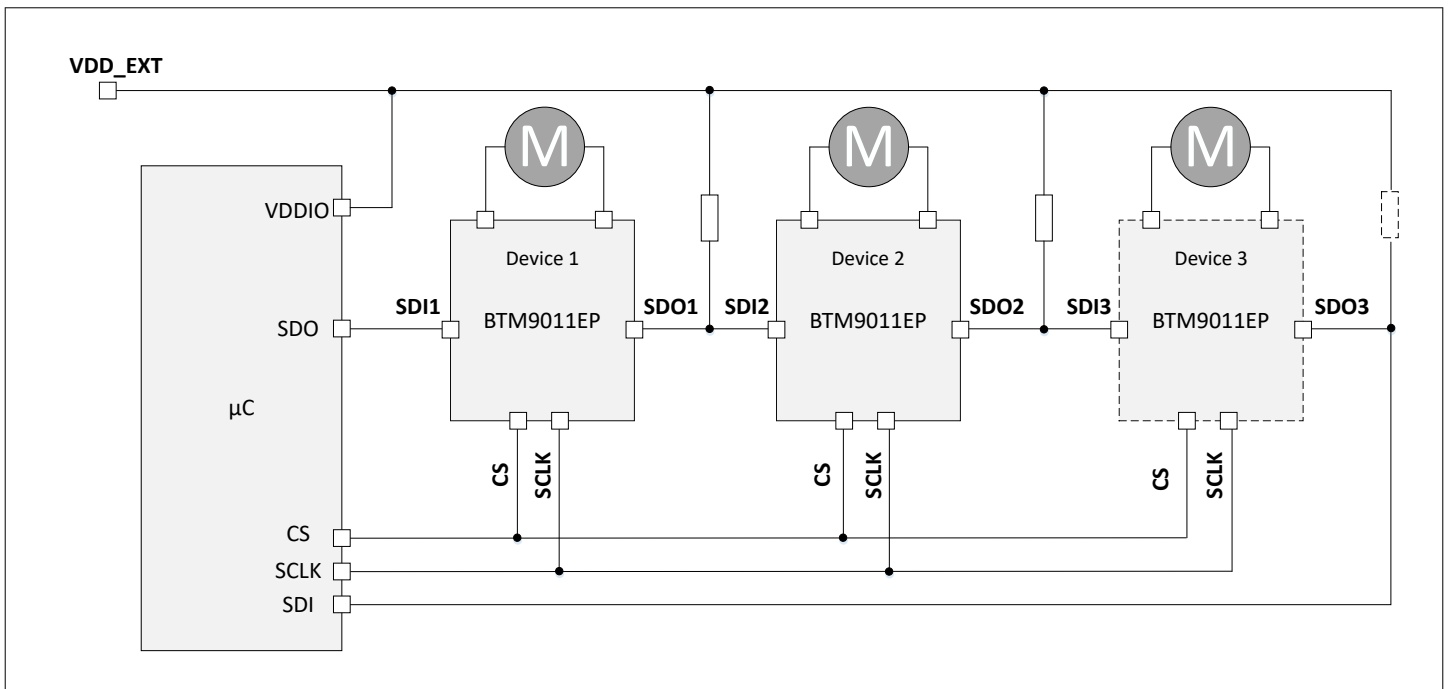 VDD_EXT
M
M
M
VDDIO
Device 1
Device 2
Device 3
SDO
SDI1
BTM9011EP
SDO1
SDI2
BTM9011EP
SDO2
SDI3
BTM9011EP
SDO3
µC
CS
SCLK
CS
SCLK
CS
SCLK
CS
SCLK
SDI